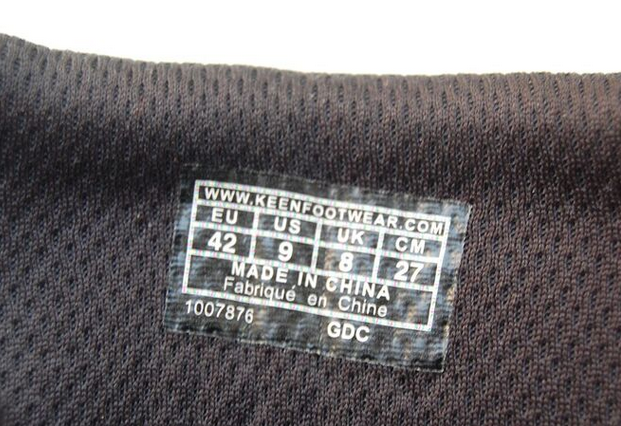 WWW.KEENFOOTWEAR.COM
EU US UK CM
42 9 8 27
MADE IN CHINA
Fabriqué en Chine
1007876 GDC